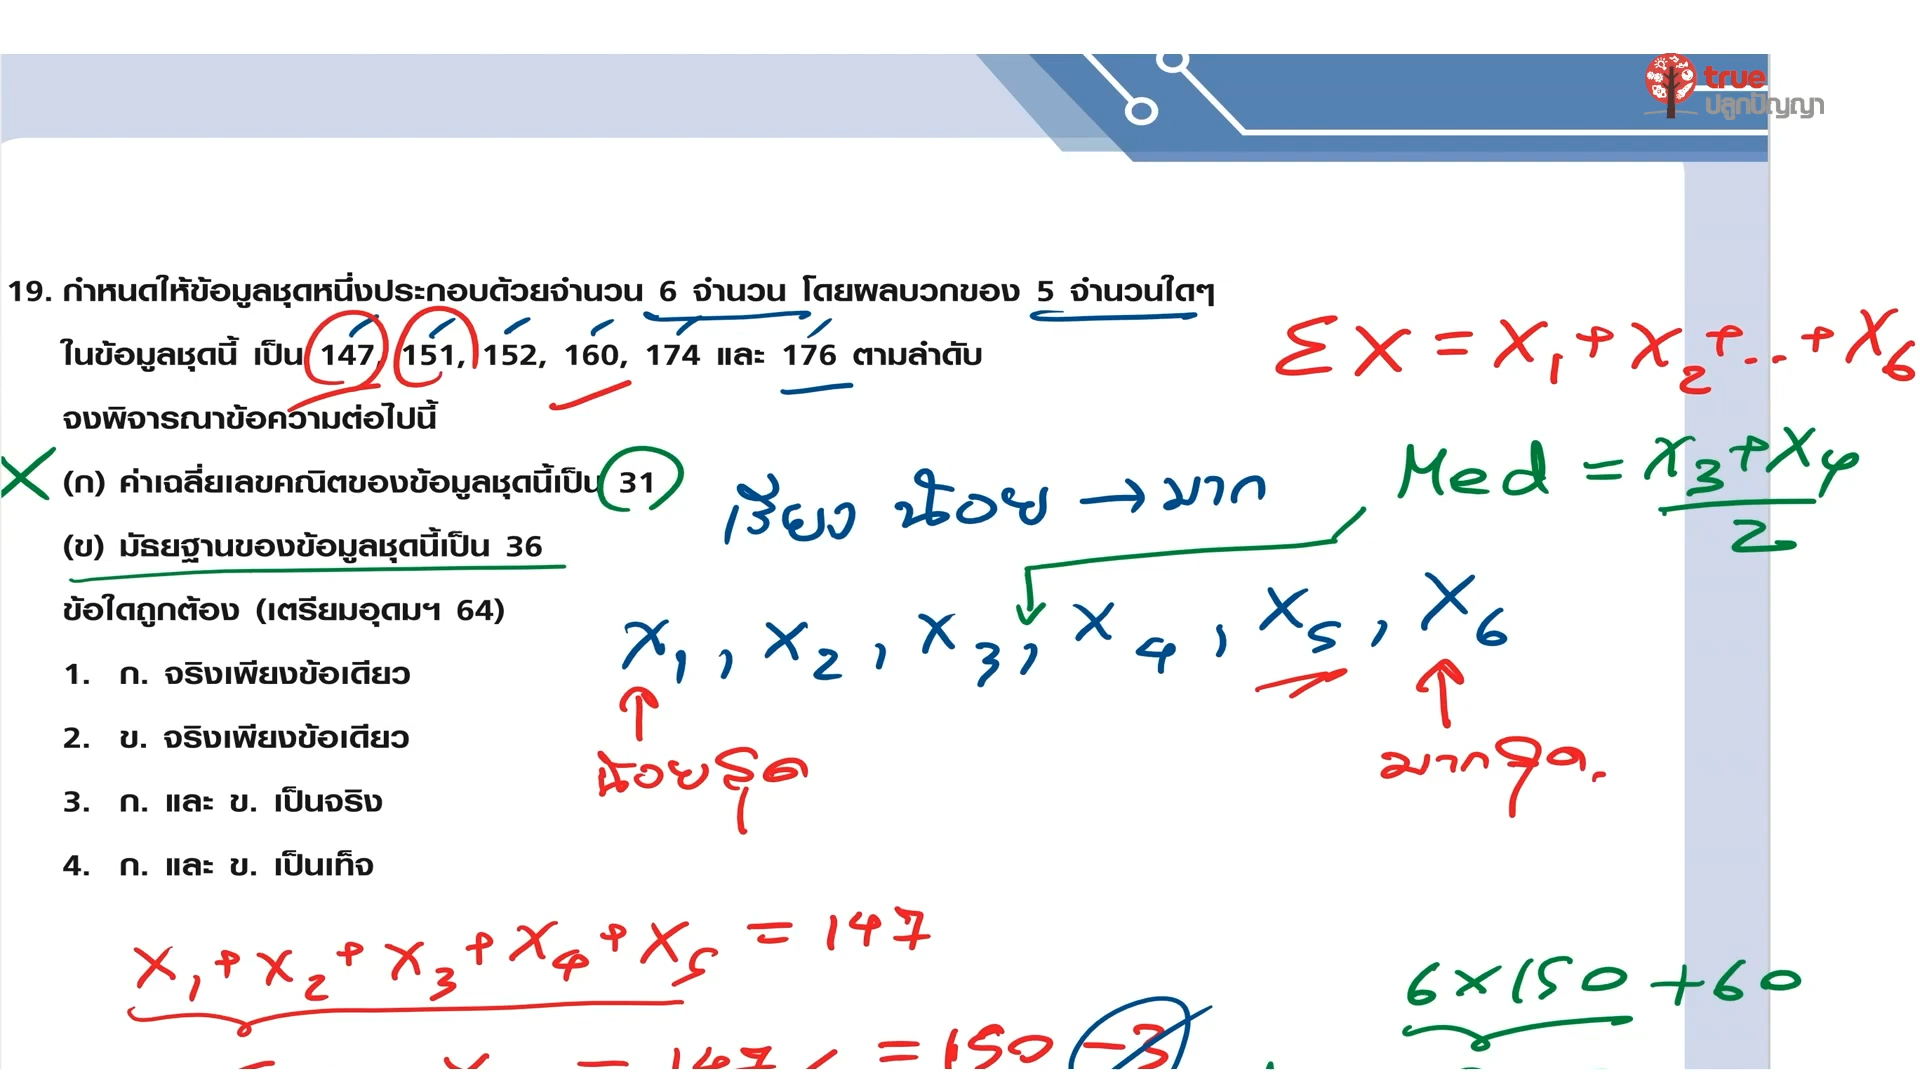 true
ปลูกปัญญา
19. กำหนดให้ข้อมูลชุดหนึ่งประกอบด้วยจำนวน 6 จำนวน โดยผลบวกของ 5 จำนวนใดๆ
ในข้อมูลชุดนี้ เป็น 147, 151, 152, 160, 174 และ 176 ตามลำดับ
จงพิจารณาข้อความต่อไปนี้
(ก) ค่าเฉลี่ยเลขคณิตของข้อมูลชุดนี้เป็น 31
(ข) มัธยฐานของข้อมูลชุดนี้เป็น 36
ข้อใดถูกต้อง (เตรียมอุดมฯ 64)
1. ก. จริงเพียงข้อเดียว
2. ข. จริงเพียงข้อเดียว
3. ก. และ ข. เป็นจริง
4. ก. และ ข. เป็นเท็จ
Σx = x₁+x₂+..+x₆
Med = x₃+x₄
2
เรียง น้อย → มาก
x₁, x₂, x₃, x₄, x₅, x₆
น้อยสุด
มากสุด.
x₁+x₂+x₃+x₄+x₅ = 147
= 150 -3
6×150+60